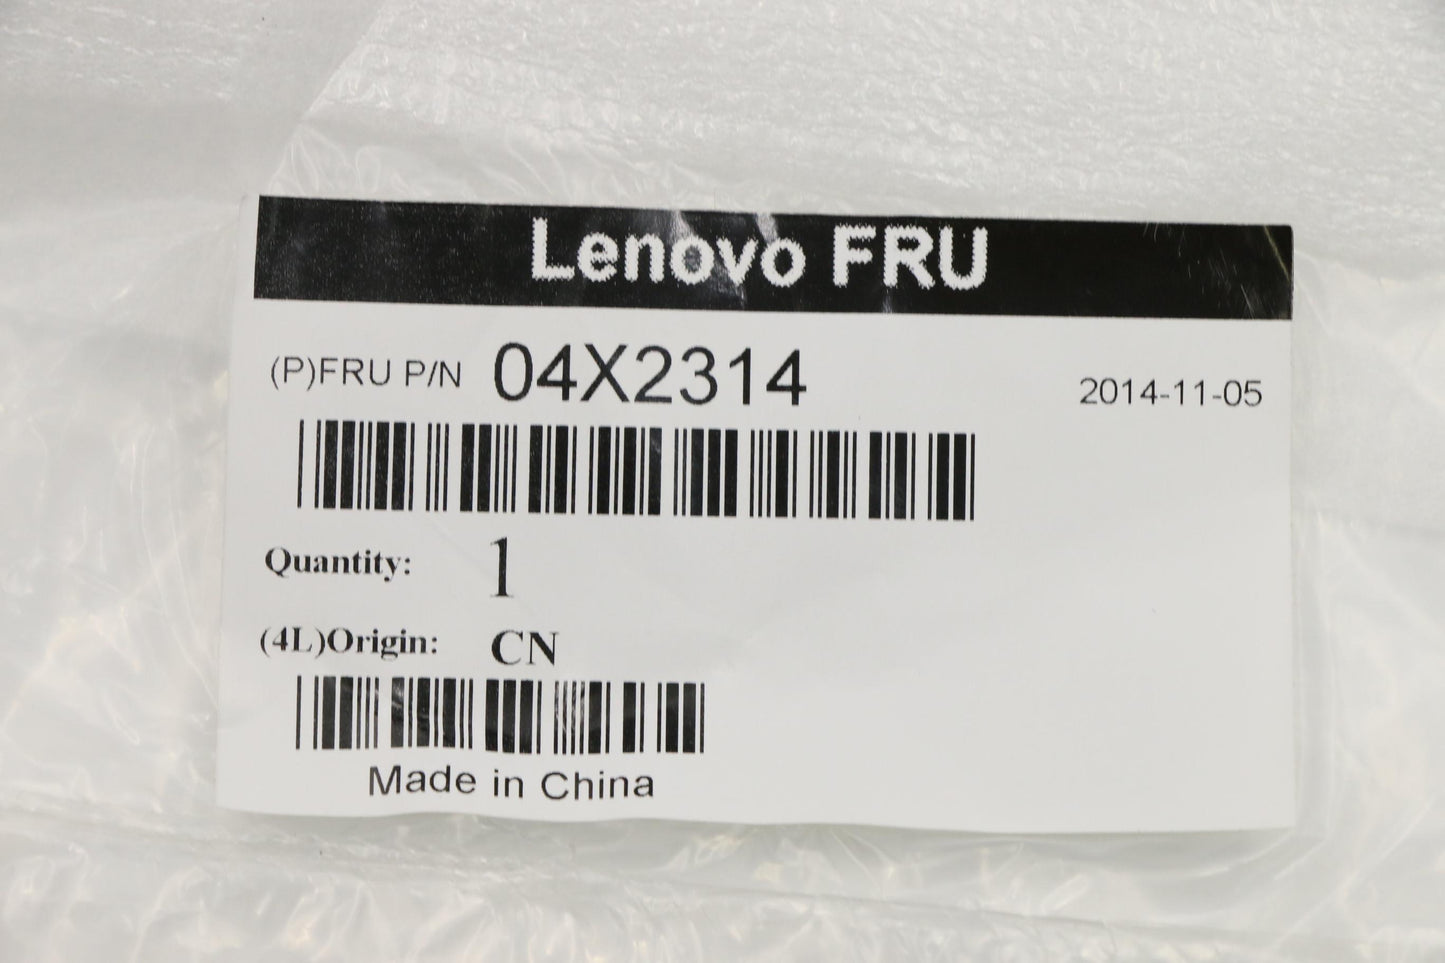 Lenovo FRU
(P)FRU P/N 04X2314 2014-11-05
Quantity: 1
(4L)Origin: CN
Made in China